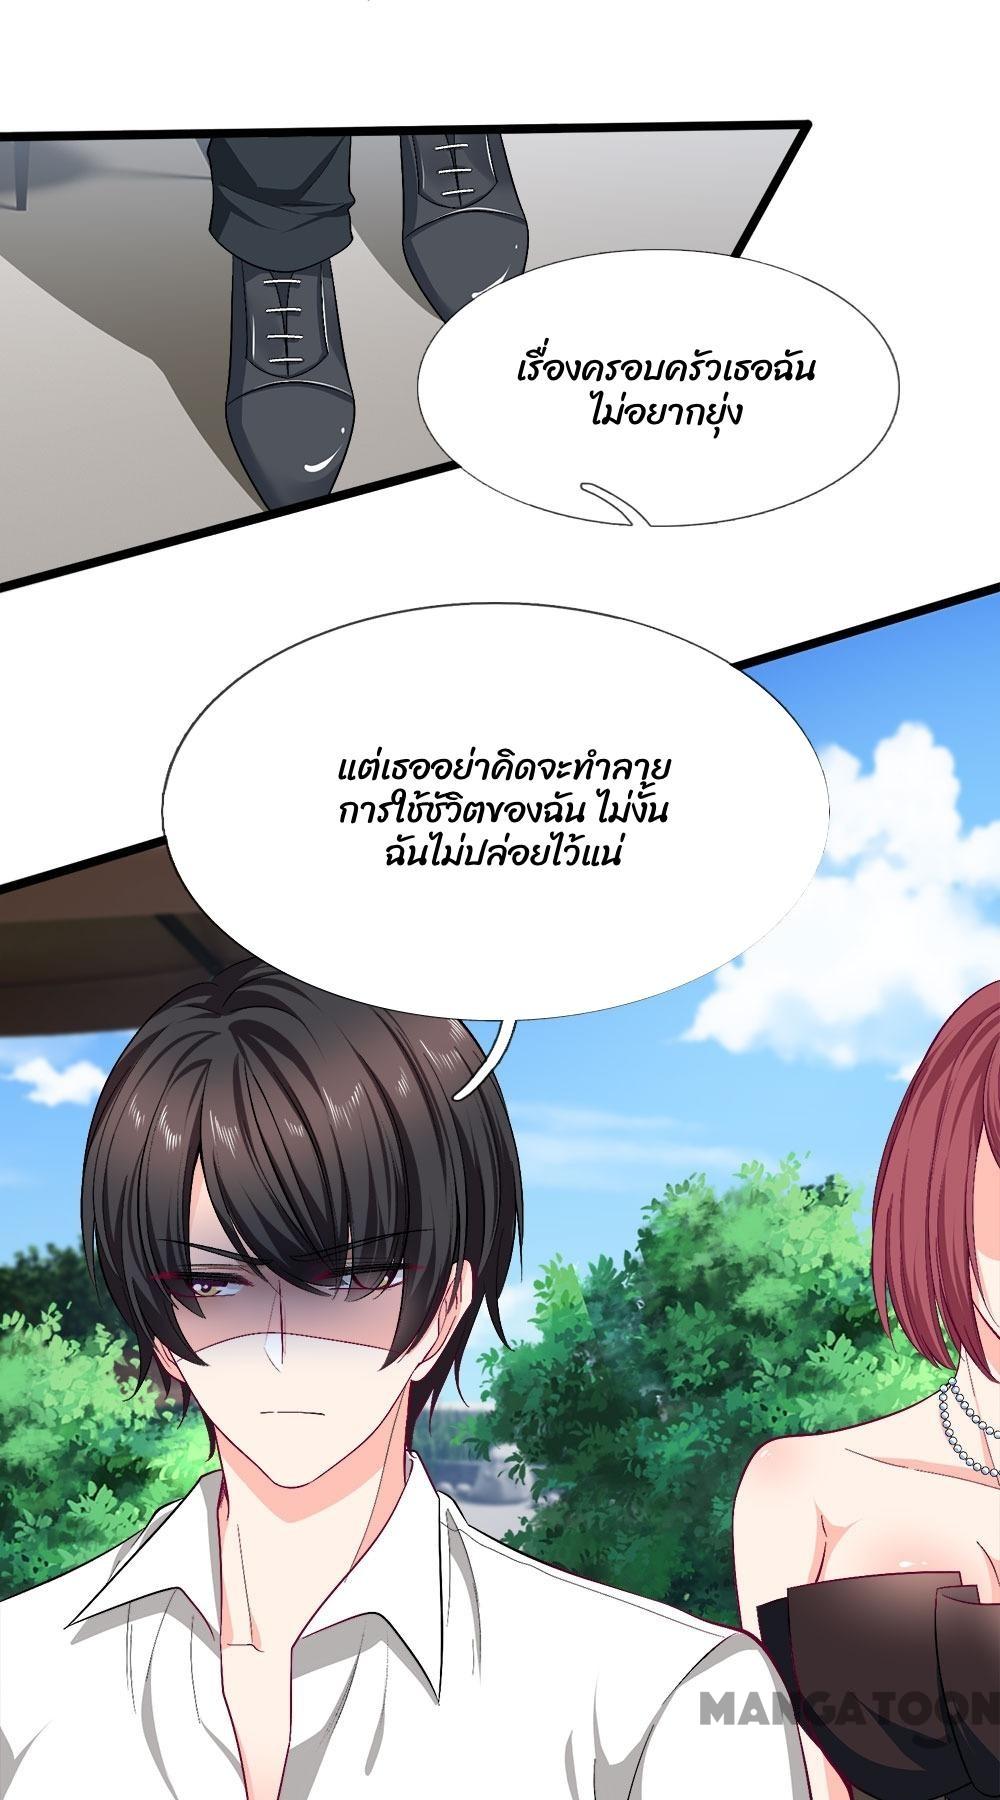 เรื่องครอบครัวเธอฉัน
ไม่อยากยุ่ง
แต่เธออย่าคิดจะทำลาย
การใช้ชีวิตของฉัน ไม่งั้น
ฉันไม่ปล่อยไว้แน่
MANGATOON